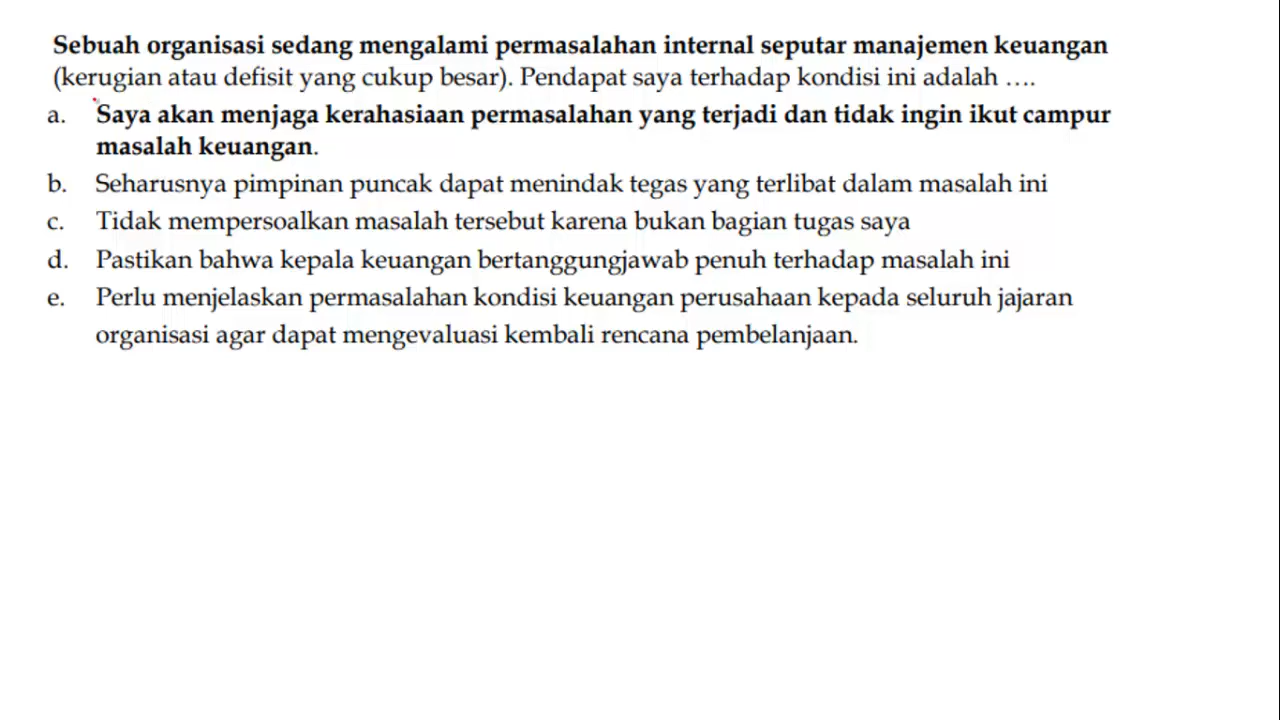 Sebuah organisasi sedang mengalami permasalahan internal seputar manajemen keuangan
(kerugian atau defisit yang cukup besar). Pendapat saya terhadap kondisi ini adalah ….
a. Saya akan menjaga kerahasiaan permasalahan yang terjadi dan tidak ingin ikut campur
masalah keuangan.
b. Seharusnya pimpinan puncak dapat menindak tegas yang terlibat dalam masalah ini
c. Tidak mempersoalkan masalah tersebut karena bukan bagian tugas saya
d. Pastikan bahwa kepala keuangan bertanggungjawab penuh terhadap masalah ini
e. Perlu menjelaskan permasalahan kondisi keuangan perusahaan kepada seluruh jajaran
organisasi agar dapat mengevaluasi kembali rencana pembelanjaan.